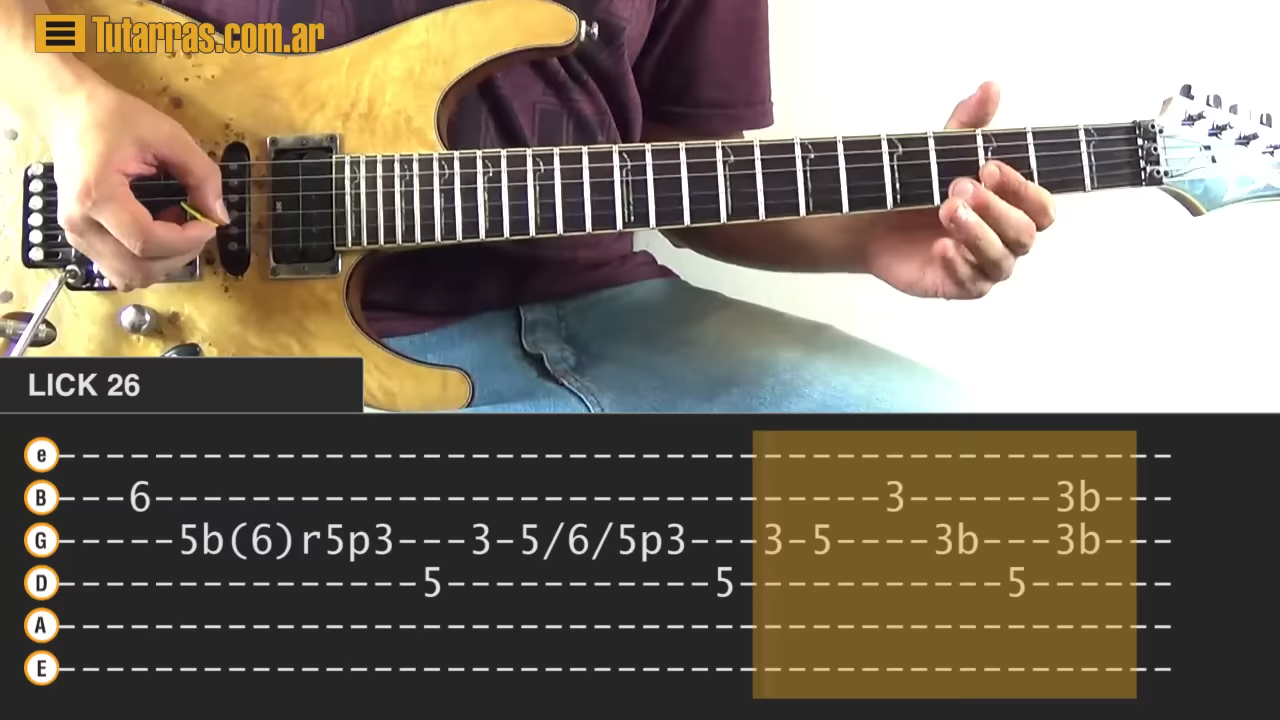 Tutarras.com.ar
LICK 26
e--------------------------------------------------------------
B---6-----------------------------------------3-------3b---
G------5b(6)r5p3---3-5/6/5p3---3-5----3b---3b---
D-------------------5--------------5--------------5------
A--------------------------------------------------------------
E--------------------------------------------------------------